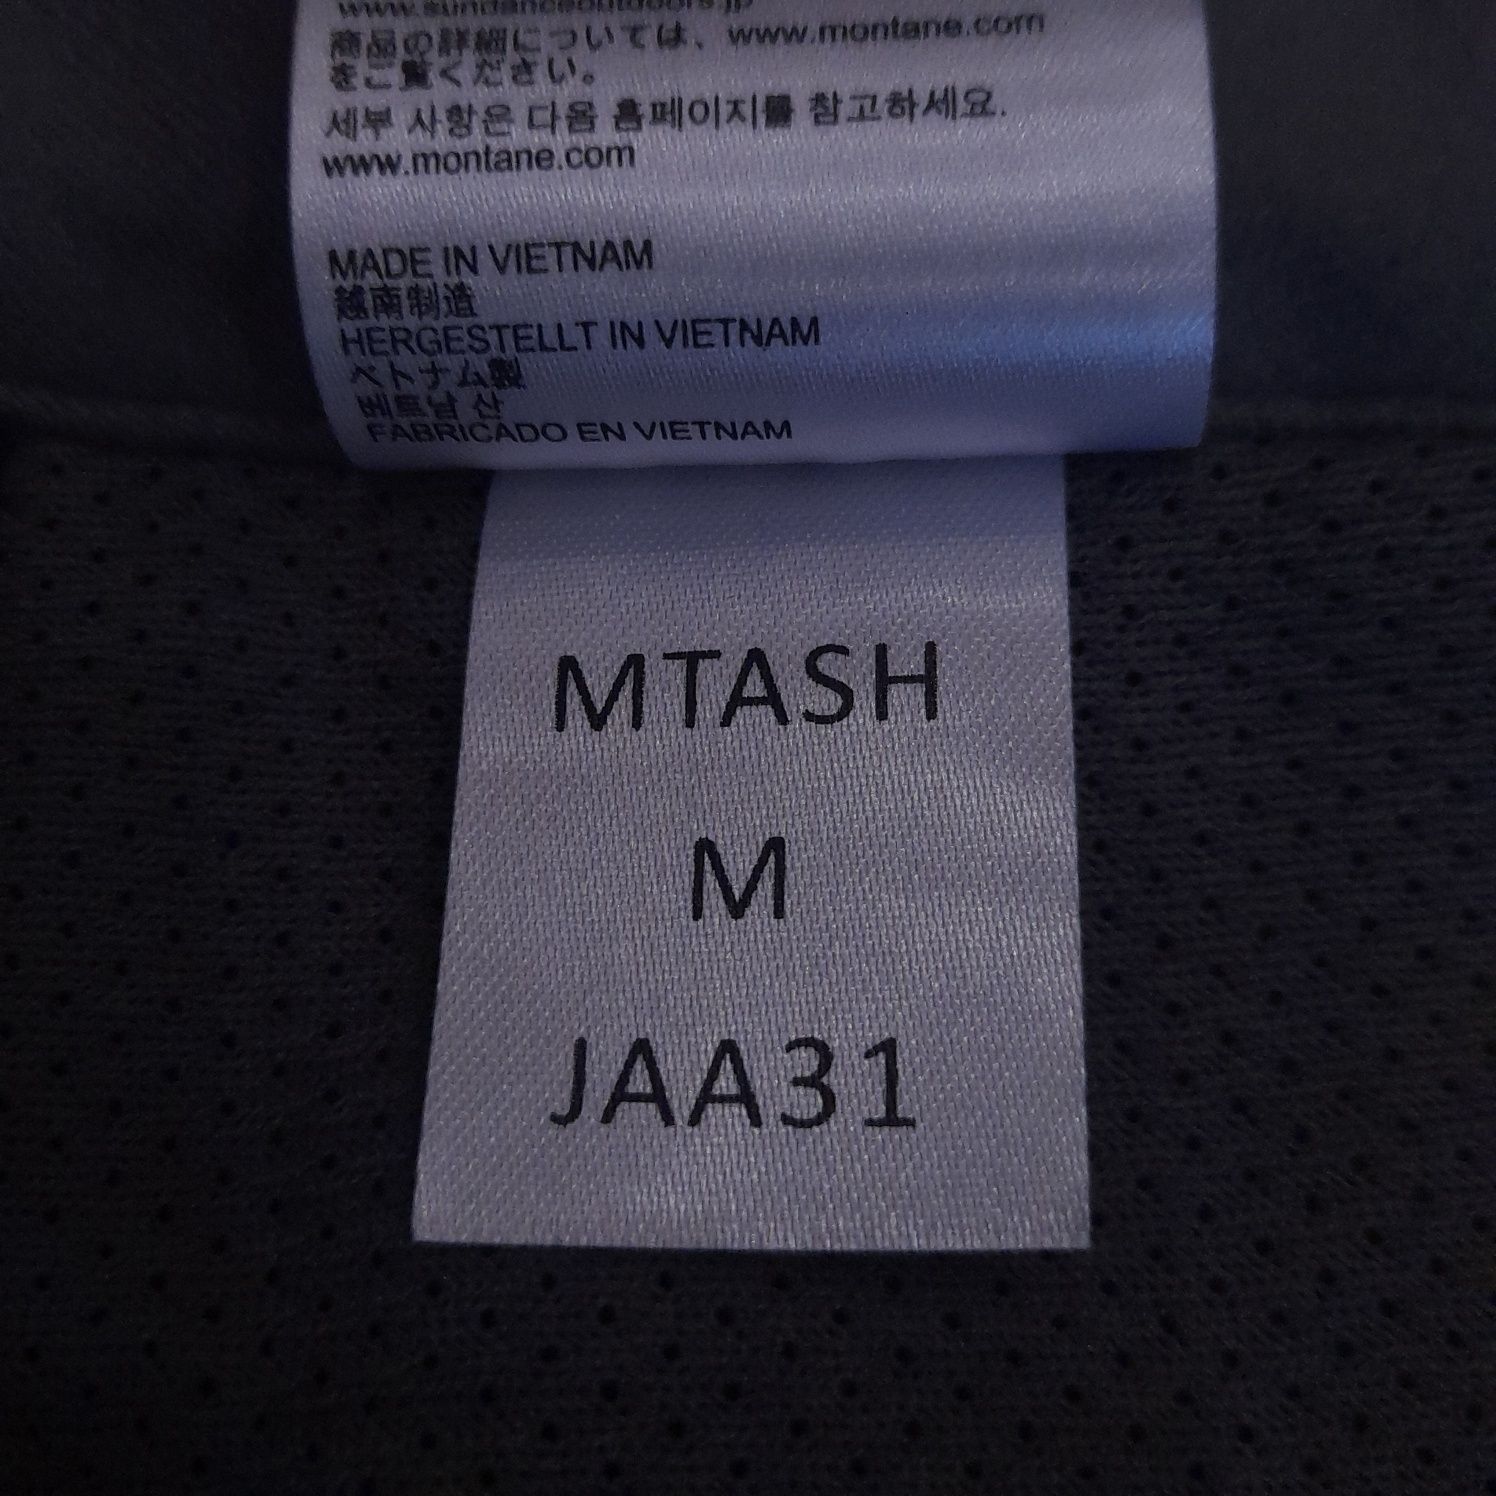 www.sundanceoutdoors.jp
商品の詳細については、www.montane.com
をご覧ください。
세부 사항은 다음 홈페이지를 참고하세요.
www.montane.com
MADE IN VIETNAM
越南制造
HERGESTELLT IN VIETNAM
ベトナム製
베트남 산
FABRICADO EN VIETNAM
MTASH
M
JAA31